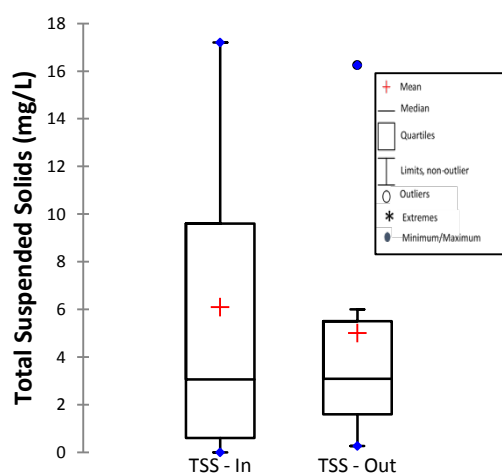 Total Suspended Solids (mg/L)
18
16
14
12
10
8
6
4
2
0
TSS - In
TSS - Out
Mean
Median
Quartiles
Limits, non-outlier
Outliers
Extremes
Minimum/Maximum